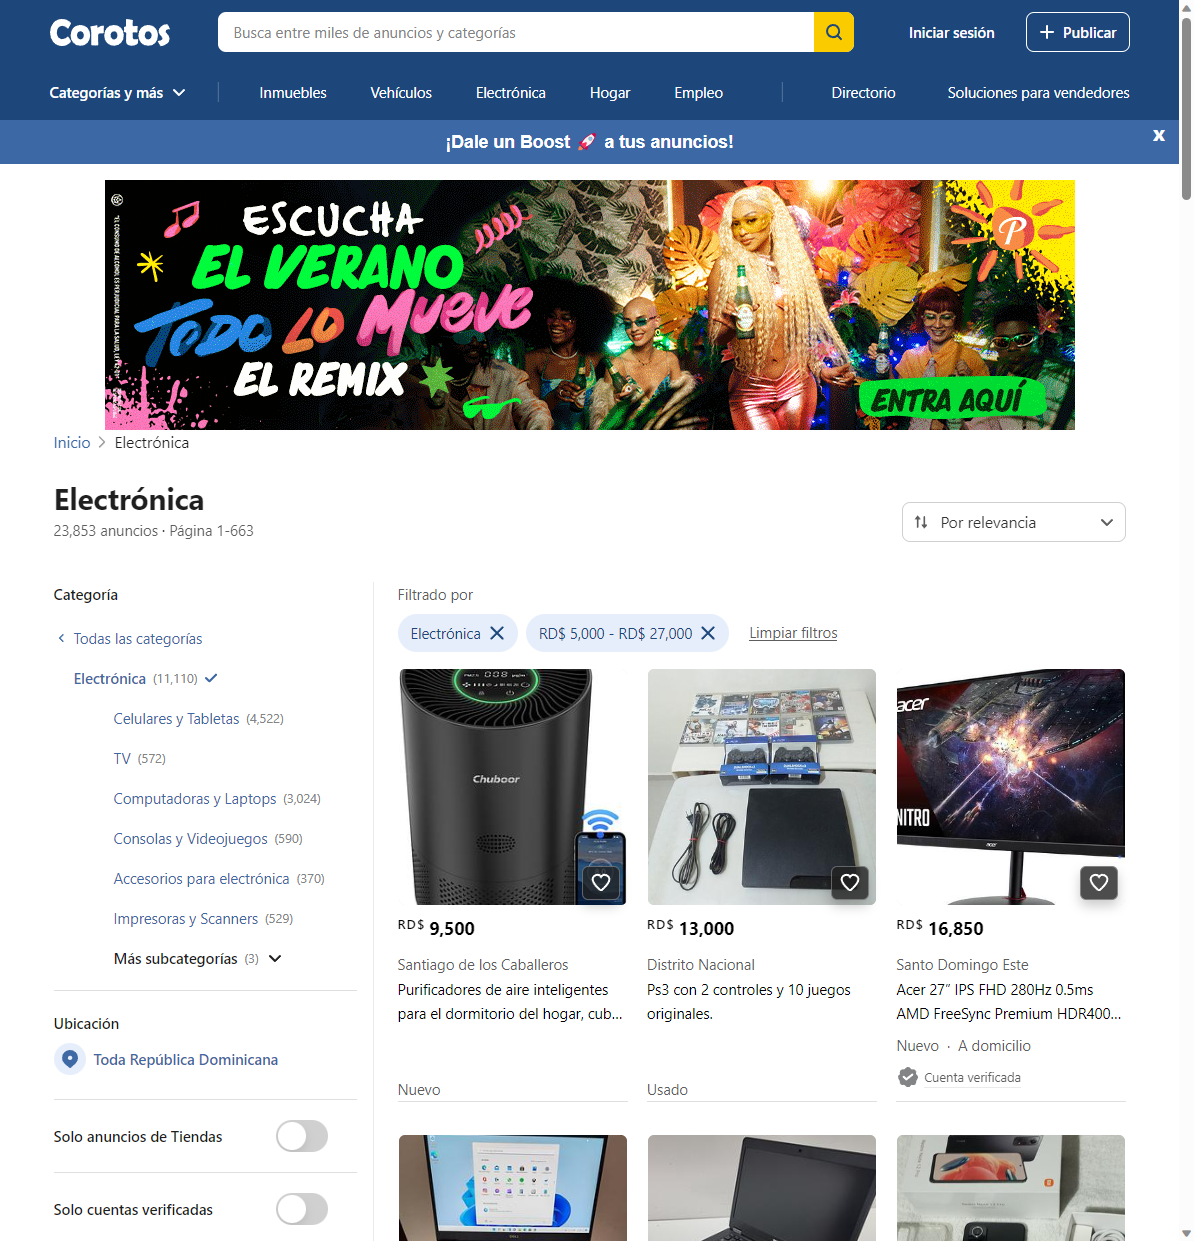 Corotos
Busca entre miles de anuncios y categorías
Iniciar sesión
Publicar
Categorías y más
Inmuebles
Vehículos
Electrónica
Hogar
Empleo
Directorio
Soluciones para vendedores
¡Dale un Boost 🚀 a tus anuncios!
X
ESCUCHA
EL VERANO
TODO LO MUEVE
EL REMIX
P
ENTRA AQUÍ
Inicio > Electrónica
Electrónica
23,853 anuncios · Página 1-663
Por relevancia
Categoría
Todas las categorías
Electrónica (11,110)
Celulares y Tabletas (4,522)
TV (572)
Computadoras y Laptops (3,024)
Consolas y Videojuegos (590)
Accesorios para electrónica (370)
Impresoras y Scanners (529)
Más subcategorías (3)
Ubicación
Toda República Dominicana
Solo anuncios de Tiendas
Solo cuentas verificadas
Filtrado por
Electrónica
RD$ 5,000 - RD$ 27,000
Limpiar filtros
Chuboor
RD$ 9,500
Santiago de los Caballeros
Purificadores de aire inteligentes
para el dormitorio del hogar, cub...
Nuevo
RD$ 13,000
Distrito Nacional
Ps3 con 2 controles y 10 juegos
originales.
Usado
acer
NITRO
acer
RD$ 16,850
Santo Domingo Este
Acer 27” IPS FHD 280Hz 0.5ms
AMD FreeSync Premium HDR400...
Nuevo · A domicilio
Cuenta verificada